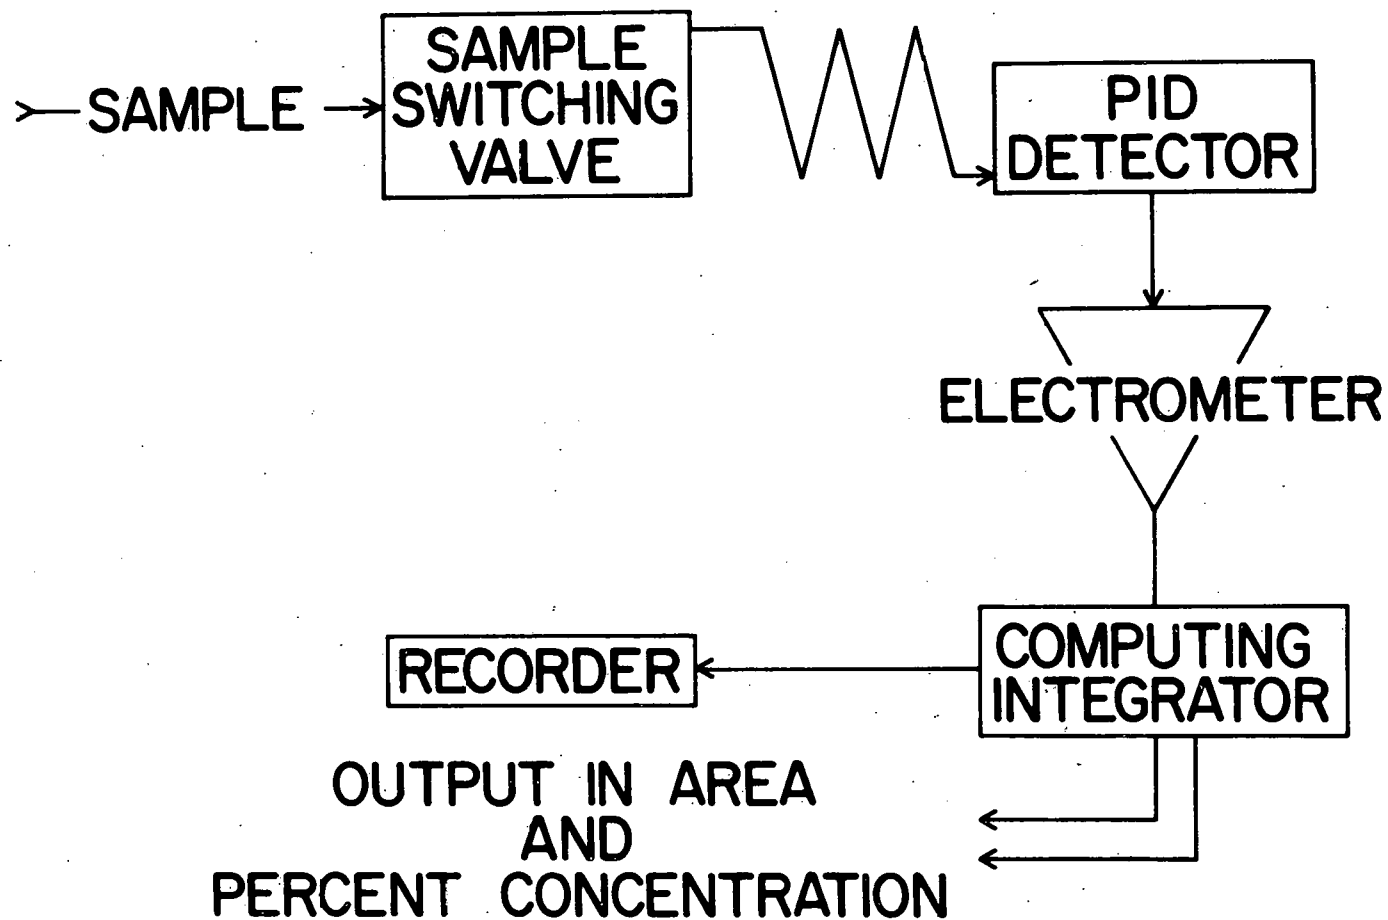 SAMPLE
SAMPLE
SWITCHING
VALVE
PID
DETECTOR
ELECTROMETER
COMPUTING
INTEGRATOR
RECORDER
OUTPUT IN AREA
AND
PERCENT CONCENTRATION